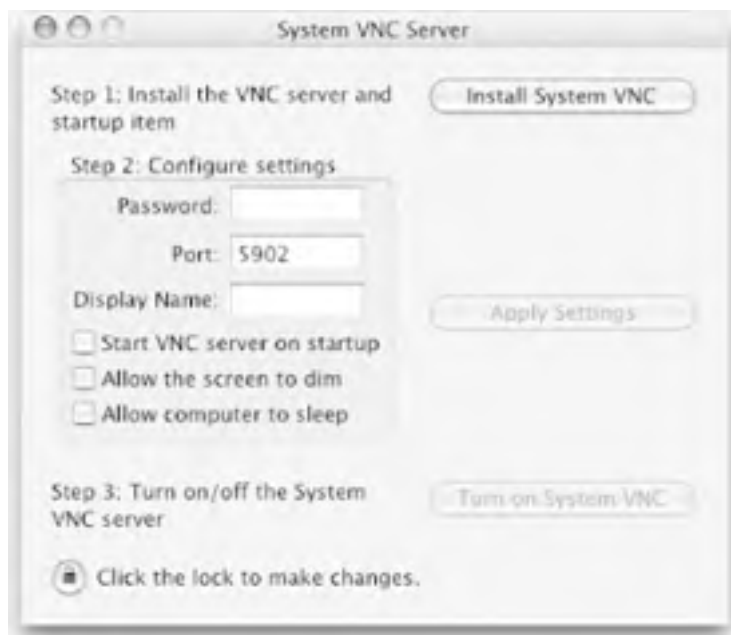 System VNC Server
Step 1: Install the VNC server and
startup item
Install System VNC
Step 2: Configure settings
Password:
Port: 5902
Display Name:
Apply Settings
Start VNC server on startup
Allow the screen to dim
Allow computer to sleep
Step 3: Turn on/off the System
VNC server
Turn on System VNC
Click the lock to make changes.